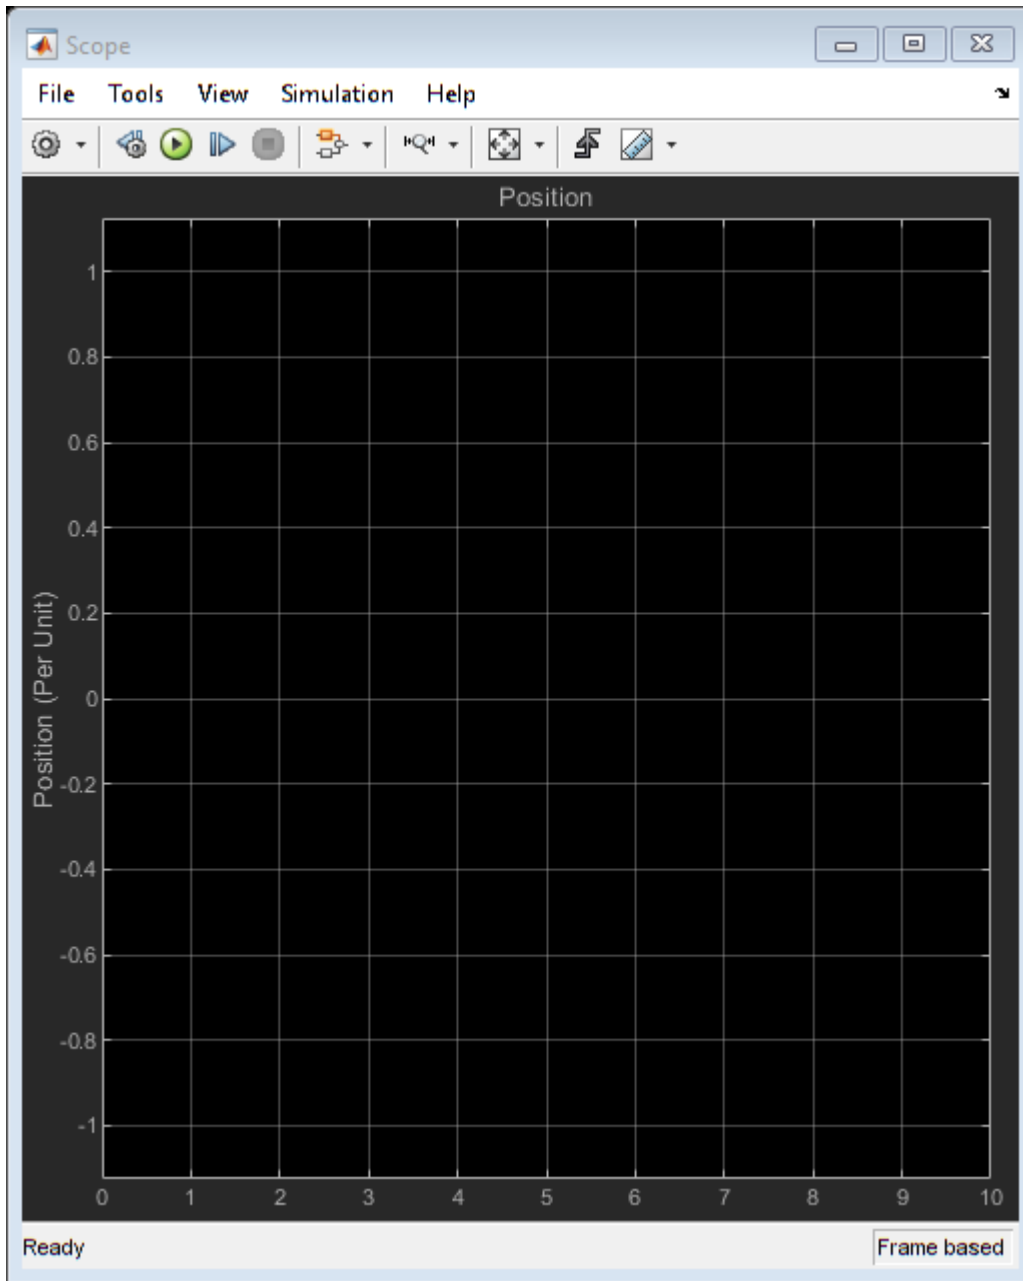 Scope
File Tools View Simulation Help
Position
Position (Per Unit)
1
0.8
0.6
0.4
0.2
0
-0.2
-0.4
-0.6
-0.8
-1
0 1 2 3 4 5 6 7 8 9 10
Ready Frame based